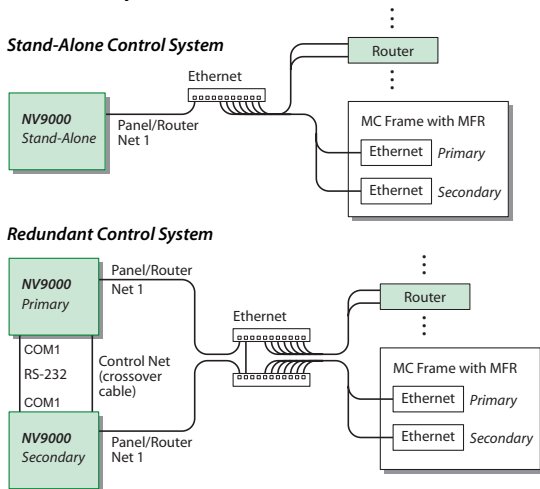 Stand-Alone Control System
Router
Ethernet
NV9000
Stand-Alone
Panel/Router
Net 1
MC Frame with MFR
Ethernet Primary
Ethernet Secondary
Redundant Control System
NV9000
Primary
Panel/Router
Net 1
Ethernet
Router
COM1
RS-232
COM1
Control Net
(crossover
cable)
MC Frame with MFR
Ethernet Primary
Ethernet Secondary
NV9000
Secondary
Panel/Router
Net 1